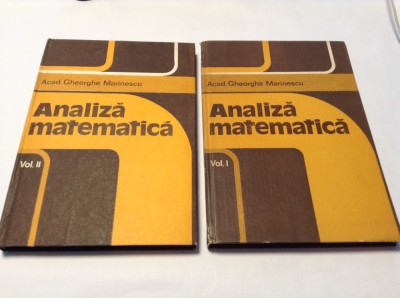 Acad. Gheorghe Marinescu
Analiză
matematică
Vol. II
Acad. Gheorghe Marinescu
Analiză
matematică
Vol. I